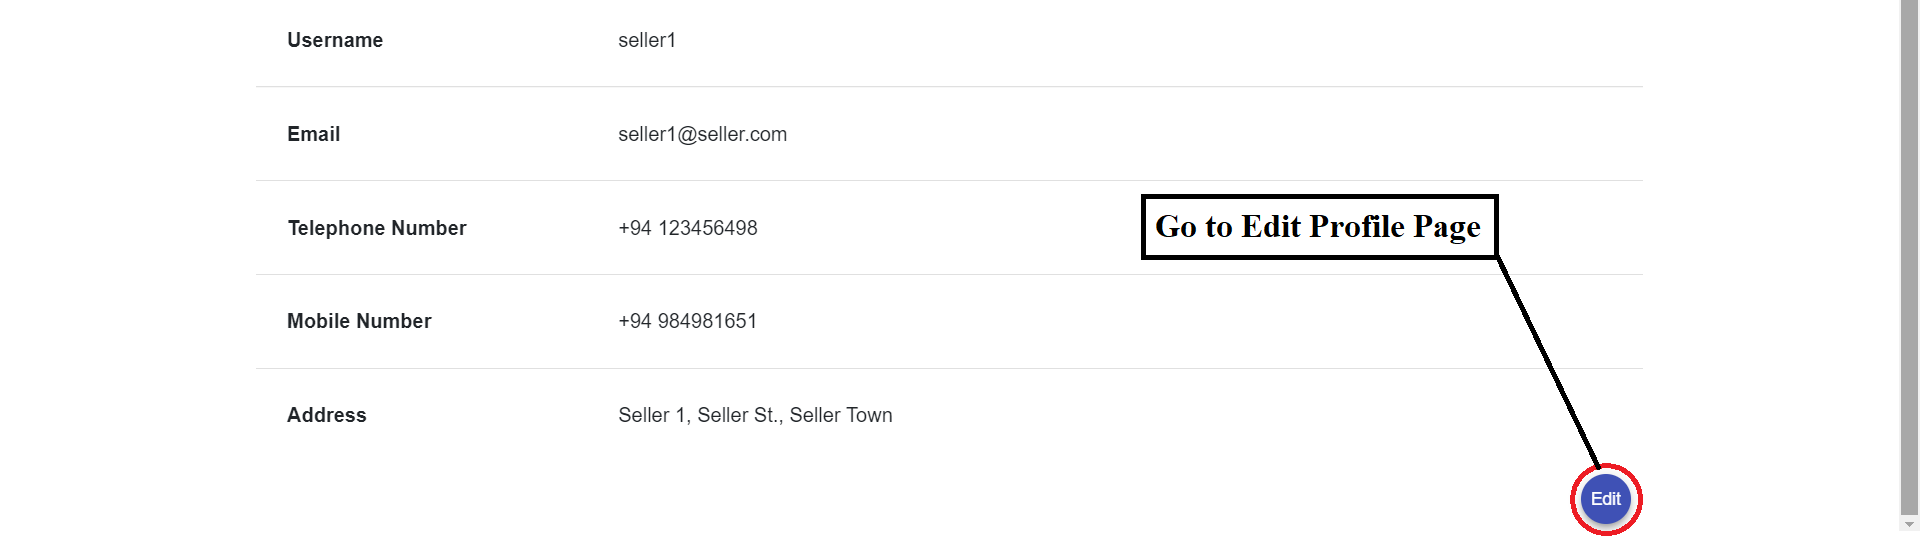 Username seller1
Email seller1@seller.com
Telephone Number +94 123456498
Go to Edit Profile Page
Mobile Number +94 984981651
Address Seller 1, Seller St., Seller Town
Edit